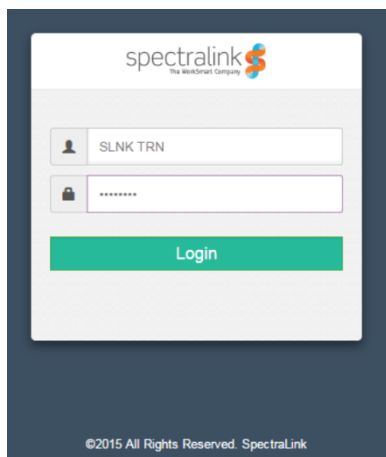 spectralink
The WorkSmart Company
SLNK TRN
••••••••
Login
©2015 All Rights Reserved. SpectraLink